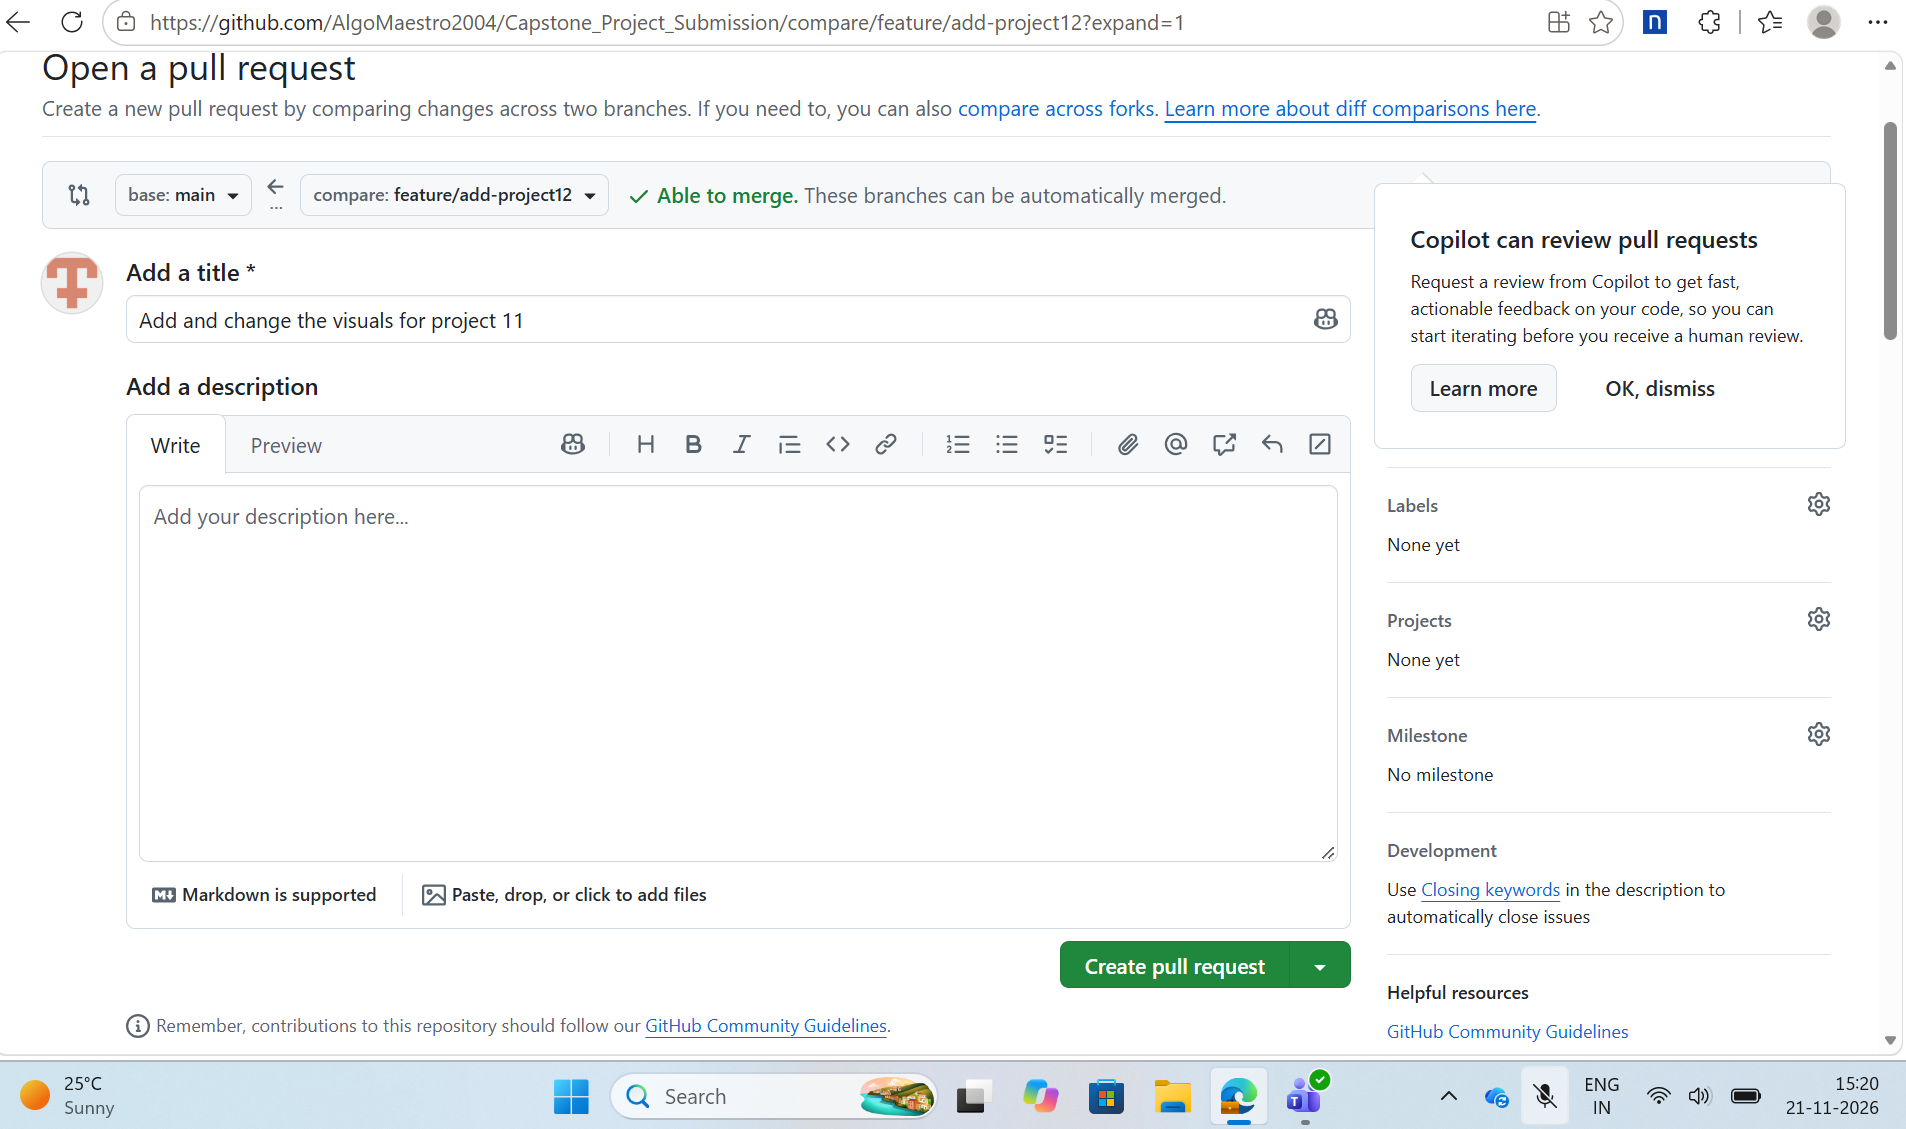 https://github.com/AlgoMaestro2004/Capstone_Project_Submission/compare/feature/add-project12?expand=1
n
Open a pull request
Create a new pull request by comparing changes across two branches. If you need to, you can also compare across forks. Learn more about diff comparisons here.
base: main
...
compare: feature/add-project12
Able to merge. These branches can be automatically merged.
Copilot can review pull requests
Request a review from Copilot to get fast,
actionable feedback on your code, so you can
start iterating before you receive a human review.
Learn more
OK, dismiss
Add a title *
Add and change the visuals for project 11
Add a description
Write
Preview
Add your description here...
Markdown is supported
Paste, drop, or click to add files
Create pull request
Remember, contributions to this repository should follow our GitHub Community Guidelines.
Labels
None yet
Projects
None yet
Milestone
No milestone
Development
Use Closing keywords in the description to
automatically close issues
Helpful resources
GitHub Community Guidelines
25°C
Sunny
Search
T
ENG
IN
15:20
21-11-2026